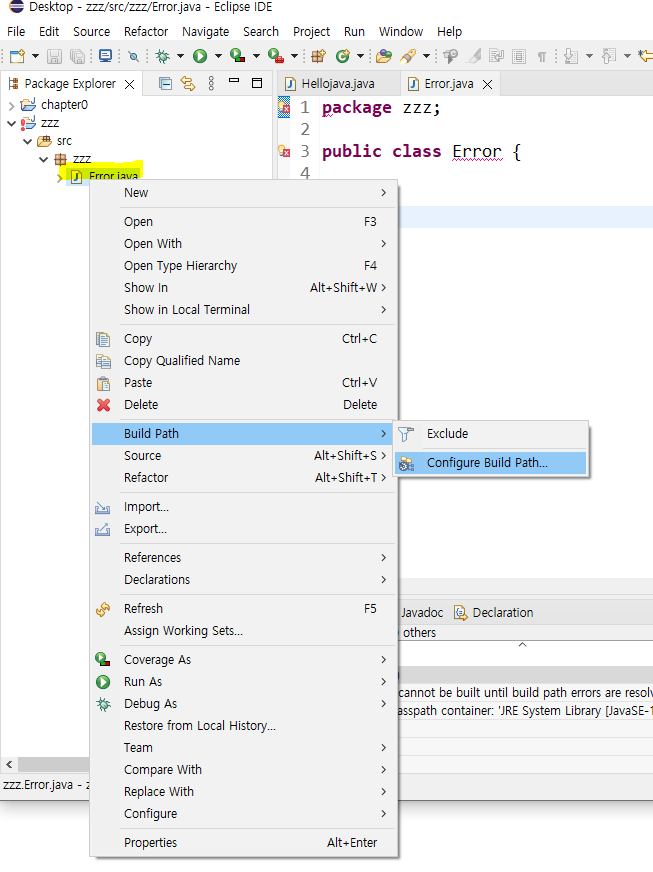 Desktop - zzz/src/zzz/Error.java - Eclipse IDE
File Edit Source Refactor Navigate Search Project Run Window Help
Package Explorer
Hellojava.java
Error.java
chapter0
zzz
src
zzz
Error.java
1 package zzz;
2
3 public class Error {
4
New
Open F3
Open With
Open Type Hierarchy F4
Show In Alt+Shift+W
Show in Local Terminal
Copy Ctrl+C
Copy Qualified Name
Paste Ctrl+V
Delete Delete
Build Path
Source Alt+Shift+S
Refactor Alt+Shift+T
Import...
Export...
References
Declarations
Refresh F5
Assign Working Sets...
Coverage As
Run As
Debug As
Restore from Local History...
Team
Compare With
Replace With
Configure
Properties Alt+Enter
Exclude
Configure Build Path...
Javadoc
Declaration
others
cannot be built until build path errors are resolv
asspath container: 'JRE System Library [JavaSE-1
zzz.Error.java - z